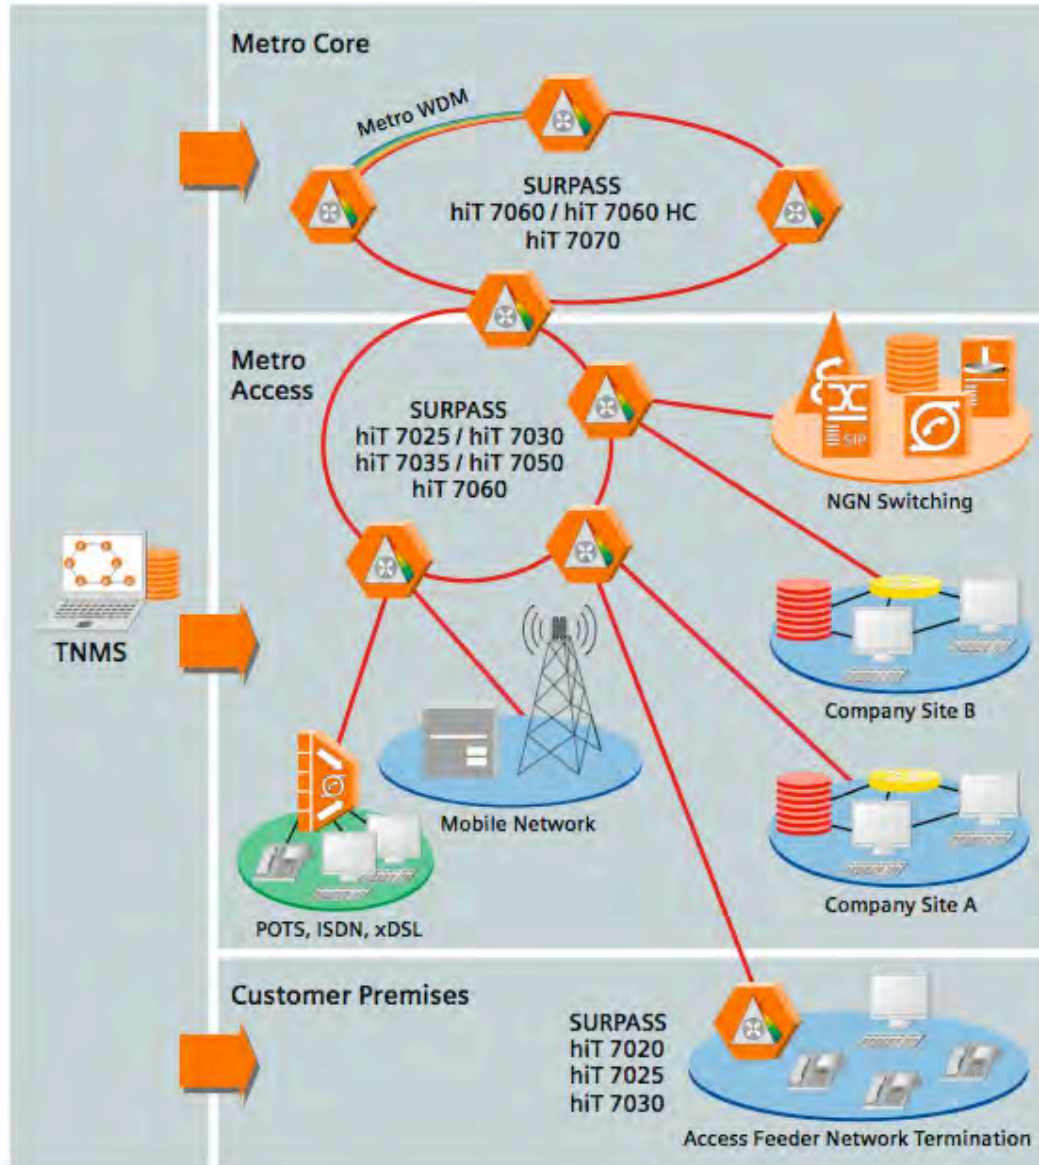 Metro Core
Metro WDM
SURPASS
hiT 7060 / hiT 7060 HC
hiT 7070
Metro
Access
SURPASS
hiT 7025 / hiT 7030
hiT 7035 / hiT 7050
hiT 7060
SIP
NGN Switching
TNMS
Company Site B
Mobile Network
Company Site A
POTS, ISDN, xDSL
Customer Premises
SURPASS
hiT 7020
hiT 7025
hiT 7030
Access Feeder Network Termination